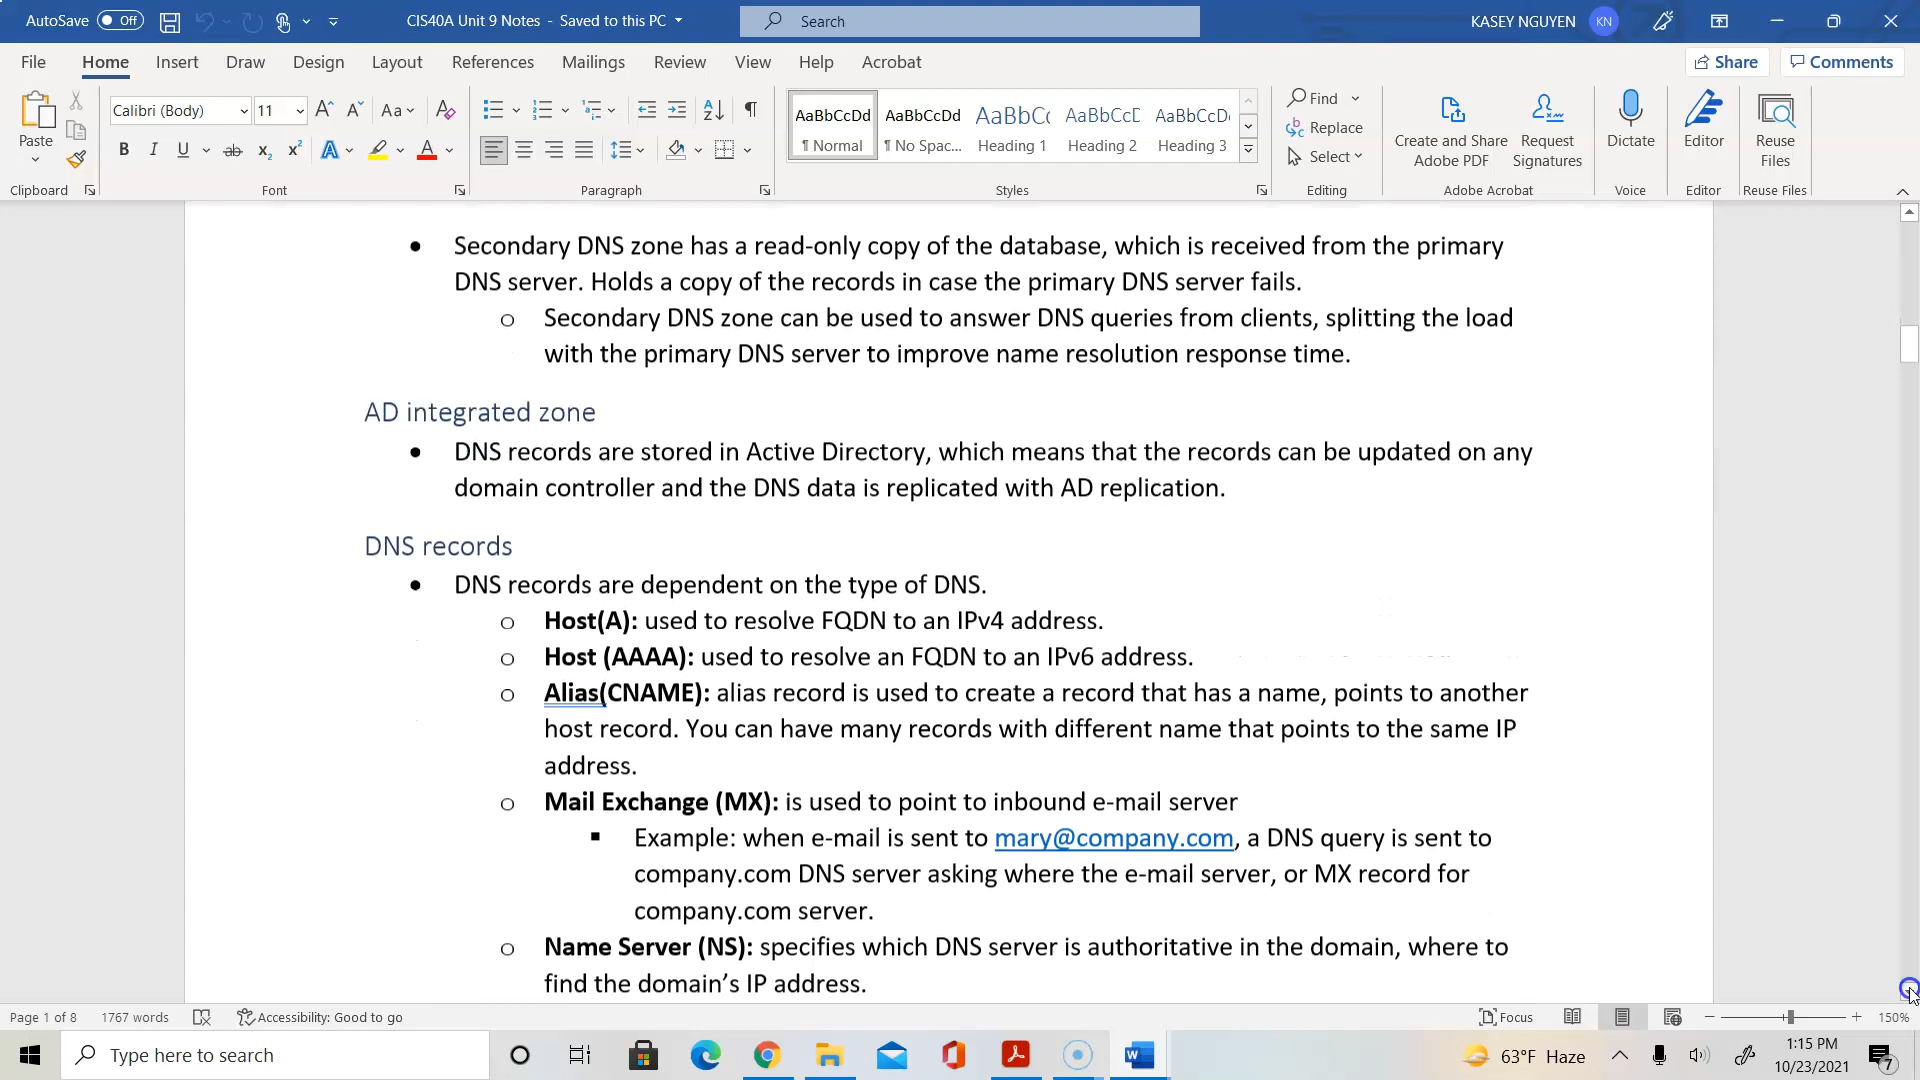 AutoSave Off CIS40A Unit 9 Notes - Saved to this PC Search KASEY NGUYEN KN
File Home Insert Draw Design Layout References Mailings Review View Help Acrobat Share Comments
Calibri (Body) 11 Aa AaBbCcDd AaBbCcDd AaBbCc AaBbCcD AaBbCcD Find
Paste B I U ab x₂ x² A A ¶ Normal ¶ No Spac... Heading 1 Heading 2 Heading 3 Replace Create and Share Request Dictate Editor Reuse
Select Adobe PDF Signatures Files
Clipboard Font Paragraph Styles Editing Adobe Acrobat Voice Editor Reuse Files
• Secondary DNS zone has a read-only copy of the database, which is received from the primary
DNS server. Holds a copy of the records in case the primary DNS server fails.
o Secondary DNS zone can be used to answer DNS queries from clients, splitting the load
with the primary DNS server to improve name resolution response time.
AD integrated zone
• DNS records are stored in Active Directory, which means that the records can be updated on any
domain controller and the DNS data is replicated with AD replication.
DNS records
• DNS records are dependent on the type of DNS.
o Host(A): used to resolve FQDN to an IPv4 address.
o Host (AAAA): used to resolve an FQDN to an IPv6 address.
o Alias(CNAME): alias record is used to create a record that has a name, points to another
host record. You can have many records with different name that points to the same IP
address.
o Mail Exchange (MX): is used to point to inbound e-mail server
▪ Example: when e-mail is sent to mary@company.com, a DNS query is sent to
company.com DNS server asking where the e-mail server, or MX record for
company.com server.
o Name Server (NS): specifies which DNS server is authoritative in the domain, where to
find the domain’s IP address.
Page 1 of 8 1767 words Accessibility: Good to go Focus 150%
Type here to search 63°F Haze 1:15 PM
10/23/2021 7